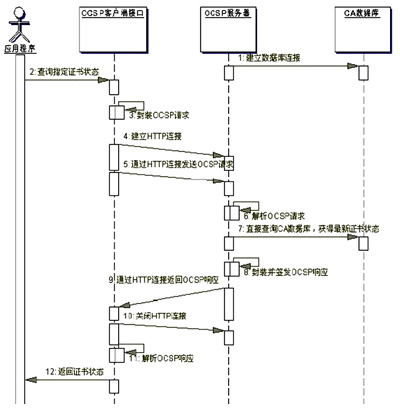 OCSP客户端接口
OCSP服务器
CA数据库
应用程序
1: 建立数据库连接
2: 查询指定证书状态
3: 封装OCSP请求
4: 建立HTTP连接
5: 通过HTTP连接发送OCSP请求
6: 解析OCSP请求
7: 直接查询CA数据库，获得最新证书状态
8: 封装并签发OCSP响应
9: 通过HTTP连接返回OCSP响应
10: 关闭HTTP连接
11: 解析OCSP响应
12: 返回证书状态